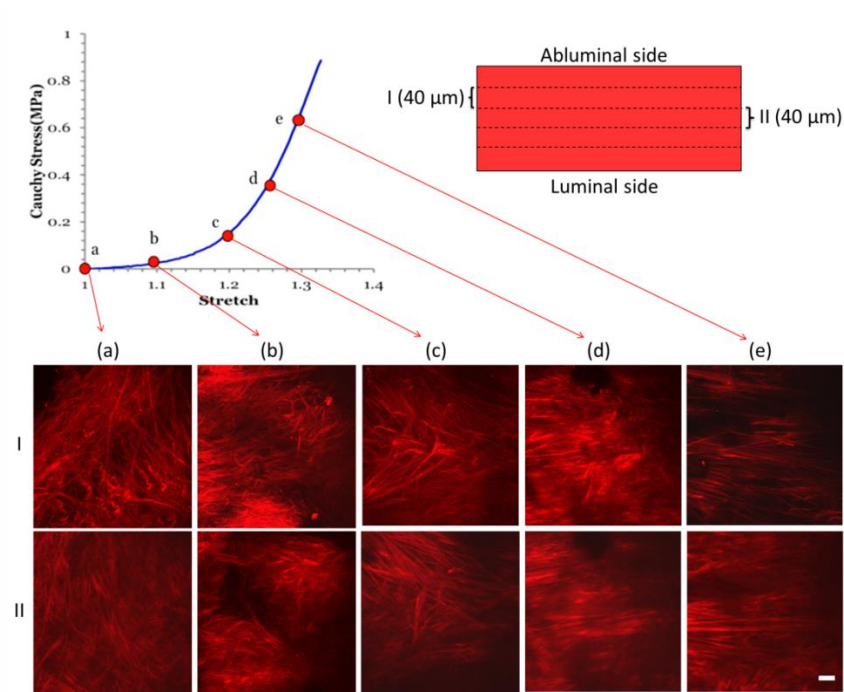 1
0.8
0.6
0.4
0.2
0
Cauchy Stress(MPa)
a
b
c
d
e
1
1.1
1.2
1.3
1.4
Stretch
Abluminal side
I (40 μm)
II (40 μm)
Luminal side
(a)
(b)
(c)
(d)
(e)
I
II